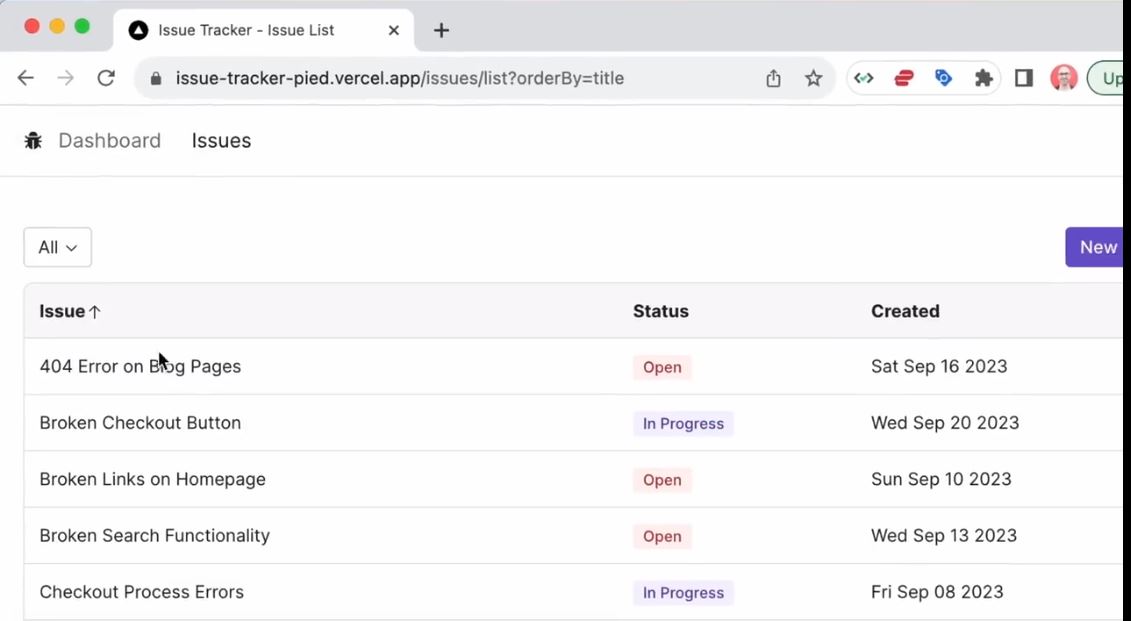 Issue Tracker - Issue List
issue-tracker-pied.vercel.app/issues/list?orderBy=title
Up
Dashboard Issues
All
New
Issue↑ Status Created
404 Error on Blog Pages Open Sat Sep 16 2023
Broken Checkout Button In Progress Wed Sep 20 2023
Broken Links on Homepage Open Sun Sep 10 2023
Broken Search Functionality Open Wed Sep 13 2023
Checkout Process Errors In Progress Fri Sep 08 2023